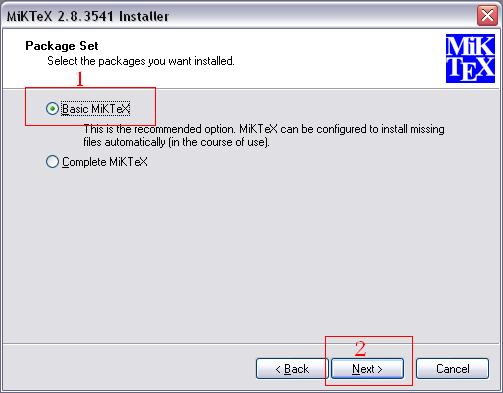 MiKTeX 2.8.3541 Installer
Package Set
Select the packages you want installed.
MiK
TEX
1
Basic MiKTeX
This is the recommended option. MiKTeX can be configured to install missing
files automatically (in the course of use).
Complete MiKTeX
2
< Back
Next >
Cancel